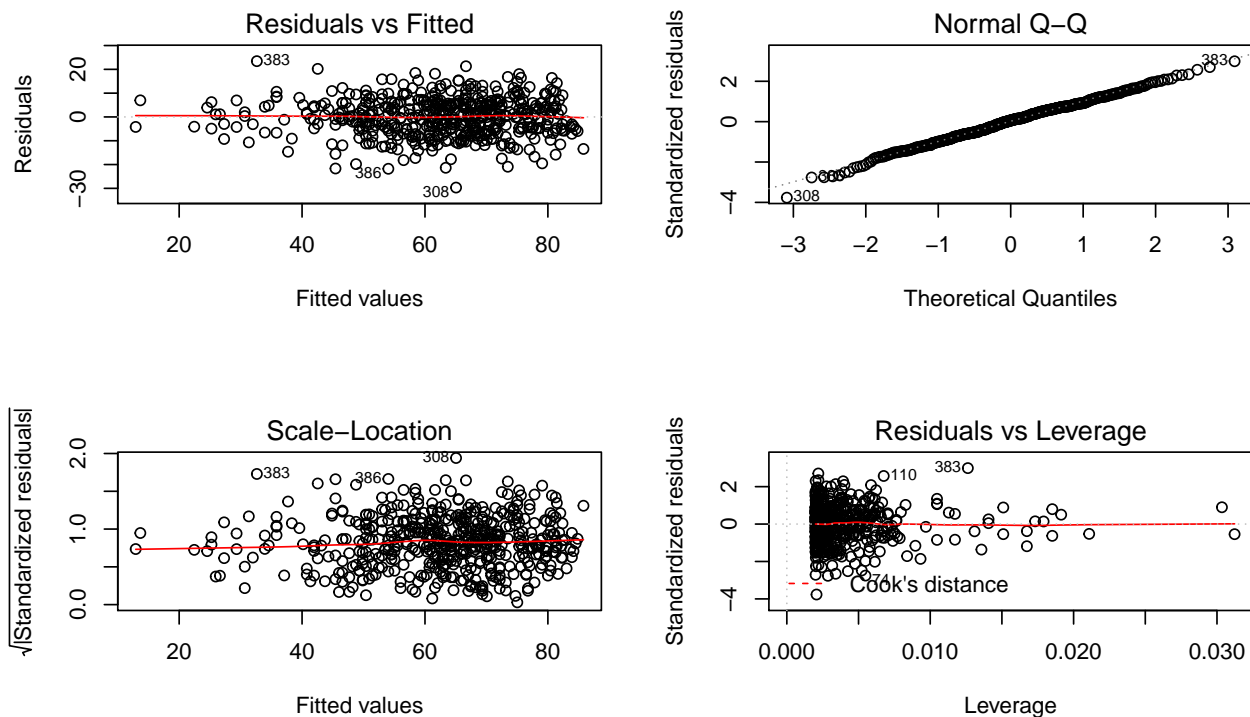 Residuals vs Fitted
Residuals
20
0
−30
383
386
308
20 40 60 80
Fitted values
Normal Q−Q
Standardized residuals
2
0
−4
383
308
−3 −2 −1 0 1 2 3
Theoretical Quantiles
Scale−Location
√|Standardized residuals|
2.0
1.0
0.0
383
386
308
20 40 60 80
Fitted values
Residuals vs Leverage
Standardized residuals
2
0
−4
110
383
74
Cook's distance
0.000 0.010 0.020 0.030
Leverage